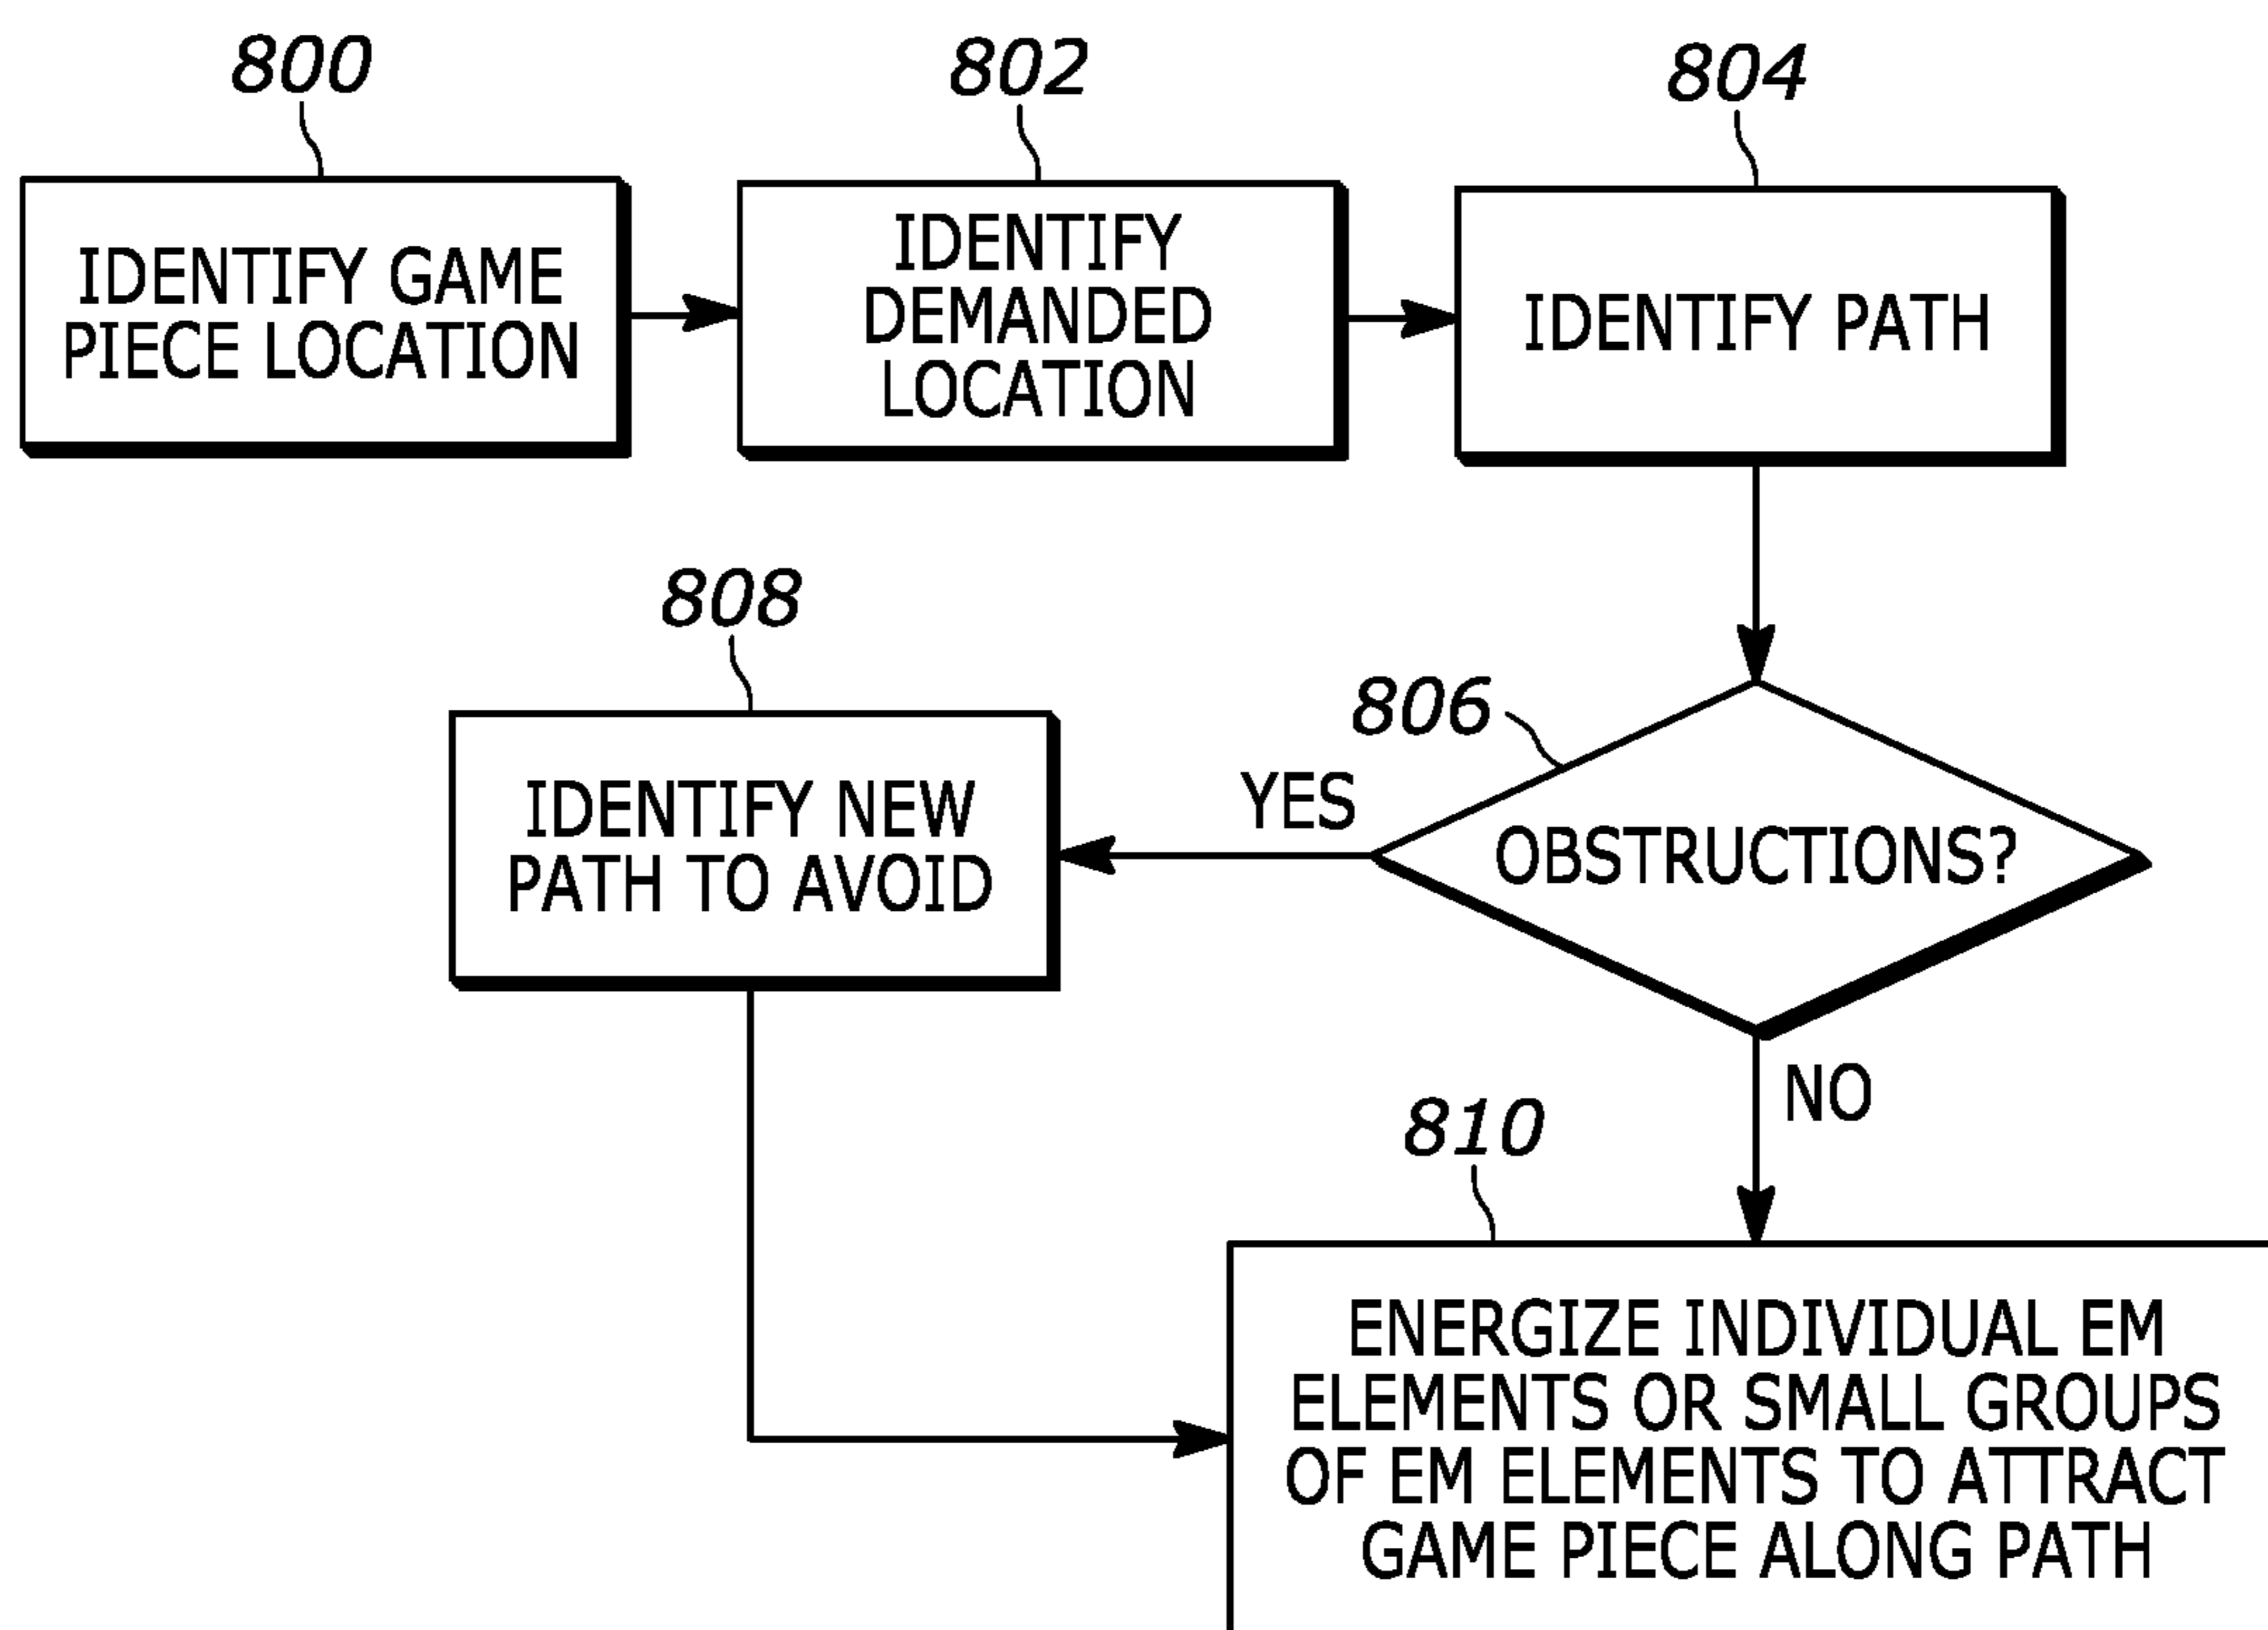 800
IDENTIFY GAME
PIECE LOCATION
802
IDENTIFY
DEMANDED
LOCATION
804
IDENTIFY PATH
806
OBSTRUCTIONS?
YES
808
IDENTIFY NEW
PATH TO AVOID
NO
810
ENERGIZE INDIVIDUAL EM
ELEMENTS OR SMALL GROUPS
OF EM ELEMENTS TO ATTRACT
GAME PIECE ALONG PATH